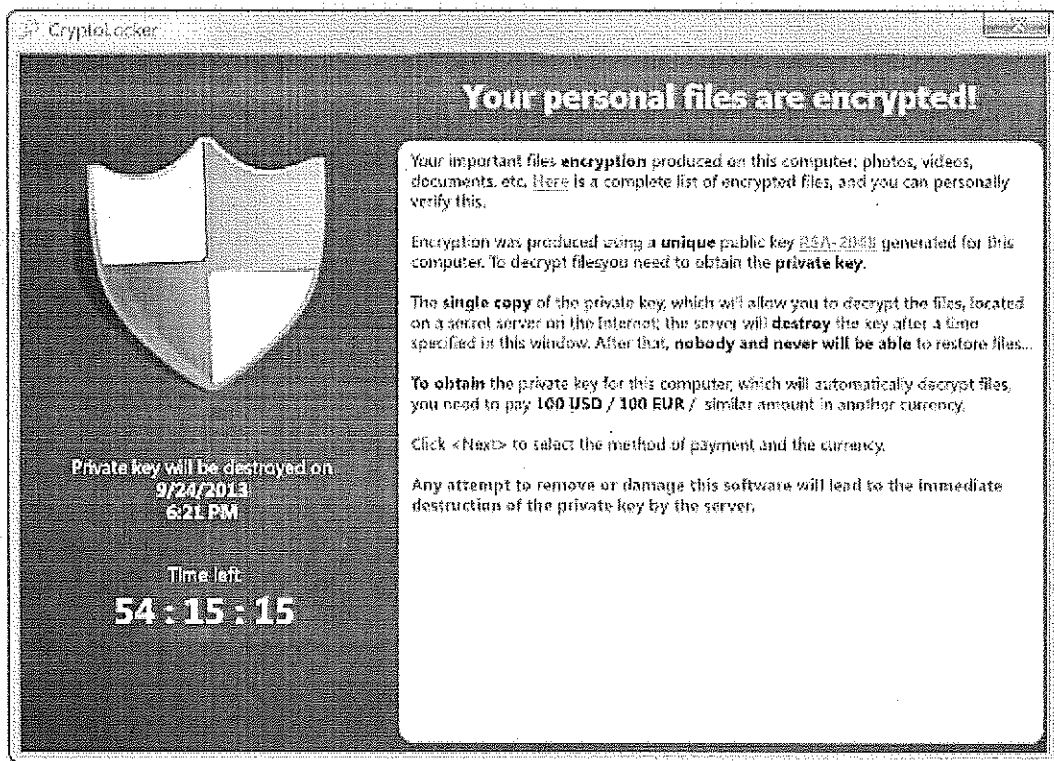 CryptoLocker
Your personal files are encrypted!
Your important files encryption produced on this computer: photos, videos,
documents, etc. Here is a complete list of encrypted files, and you can personally
verify this.
Encryption was produced using a unique public key RSA-2048 generated for this
computer. To decrypt filesyou need to obtain the private key.
The single copy of the private key, which will allow you to decrypt the files, located
on a secret server on the Internet; the server will destroy the key after a time
specified in this window. After that, nobody and never will be able to restore files...
To obtain the private key for this computer, which will automatically decrypt files,
you need to pay 100 USD / 100 EUR / similar amount in another currency.
Click <Next> to select the method of payment and the currency.
Any attempt to remove or damage this software will lead to the immediate
destruction of the private key by the server.
Private key will be destroyed on
9/24/2013
6:21 PM
Time left
54 : 15 : 15